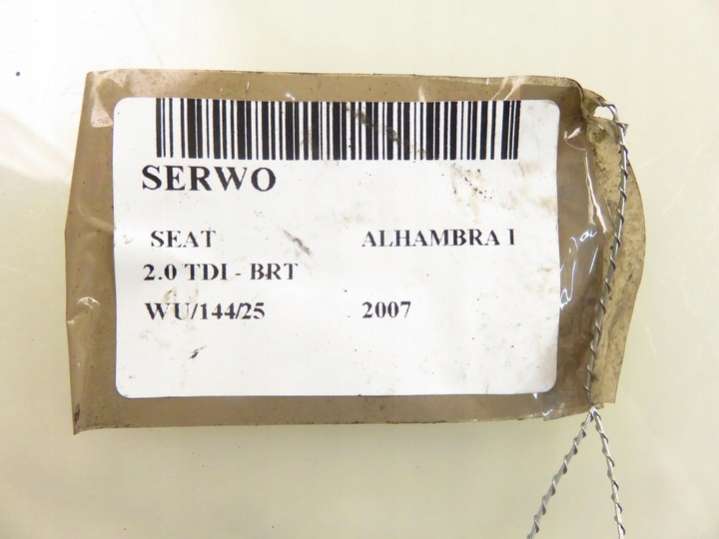 SERWO
SEAT ALHAMBRA I
2.0 TDI - BRT
WU/144/25 2007